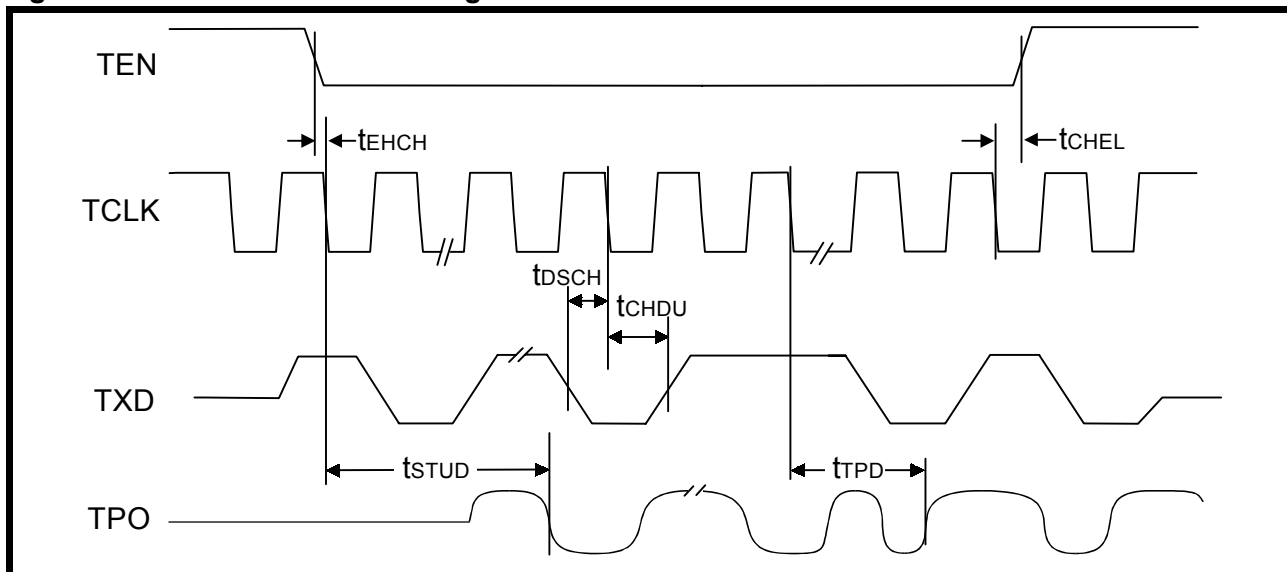 TEN
tEHCH
tCHEL
TCLK
tDSCH
tCHDU
TXD
tSTUD
tTPD
TPO